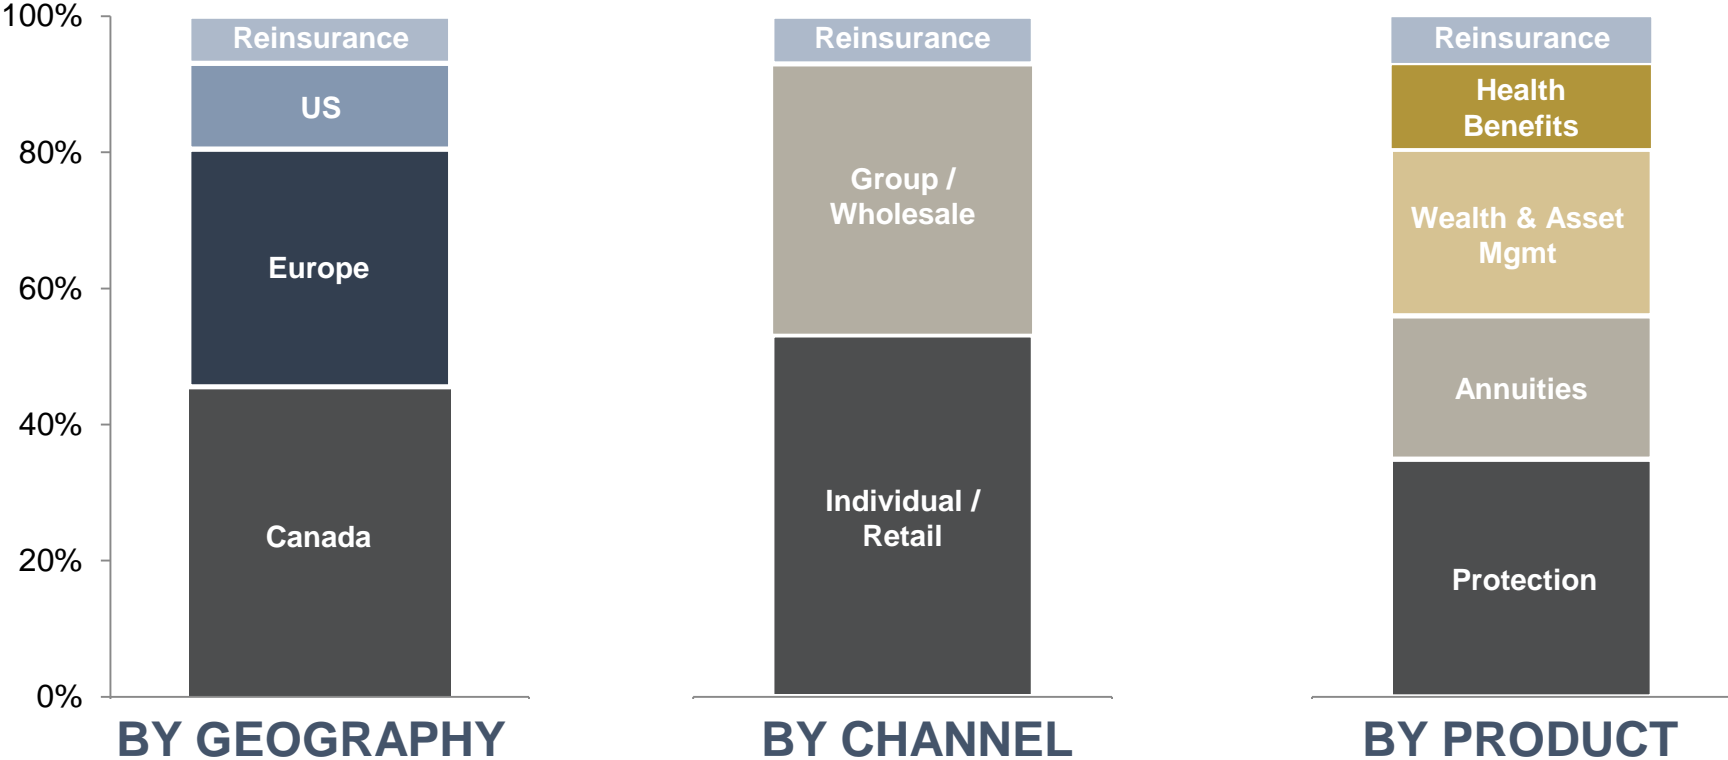 100%
80%
60%
40%
20%
0%
Reinsurance
US
Europe
Canada
BY GEOGRAPHY
Reinsurance
Group /
Wholesale
Individual /
Retail
BY CHANNEL
Reinsurance
Health
Benefits
Wealth & Asset
Mgmt
Annuities
Protection
BY PRODUCT